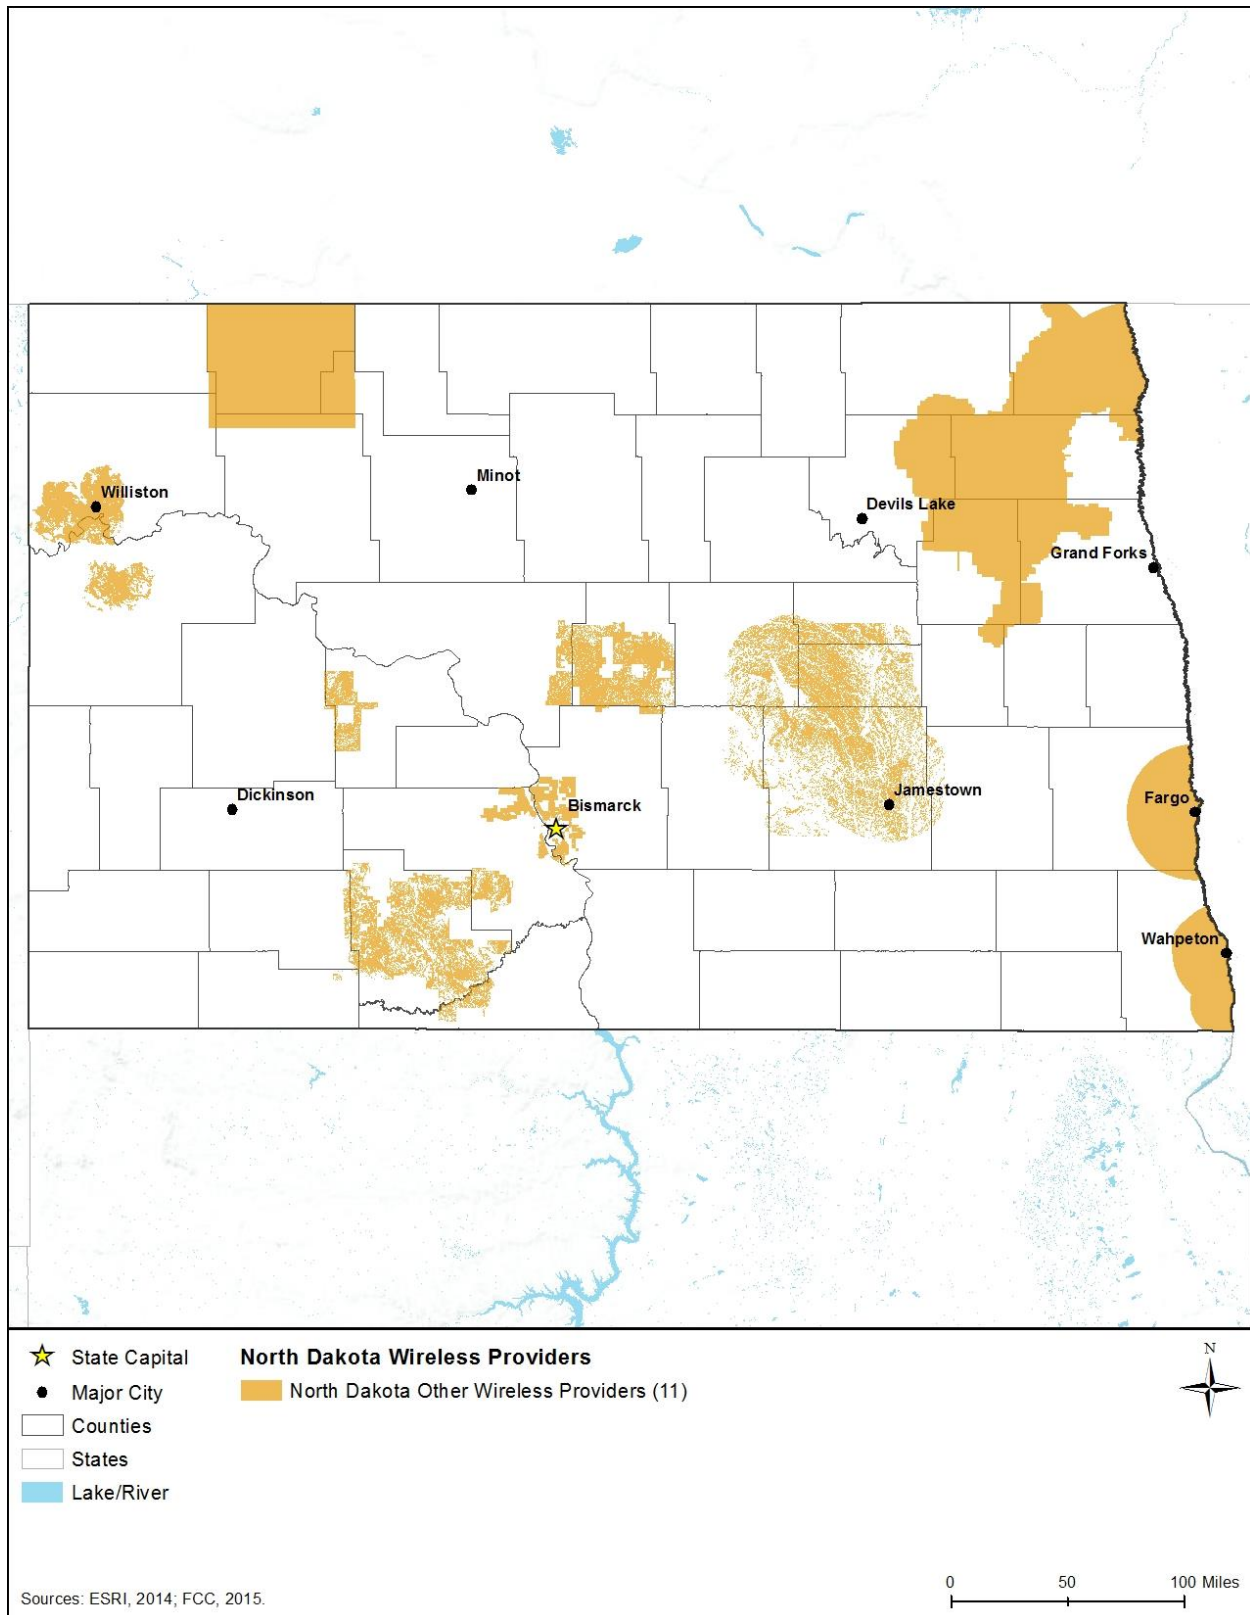 Williston
Minot
Devils Lake
Grand Forks
Dickinson
Bismarck
Jamestown
Fargo
Wahpeton
State Capital
North Dakota Wireless Providers
N
Major City
North Dakota Other Wireless Providers (11)
Counties
States
Lake/River
0 50 100 Miles
Sources: ESRI, 2014; FCC, 2015.